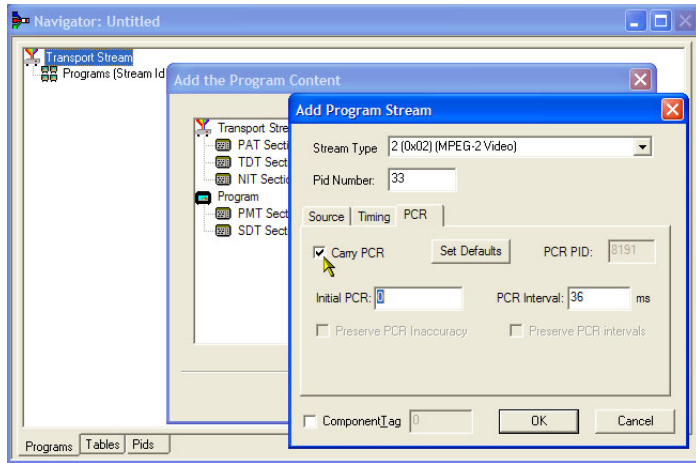 Navigator: Untitled
Transport Stream
Programs (Stream Id
Add the Program Content
Transport Stre
PAT Secti
TDT Sect
NIT Sectio
Program
PMT Sect
SDT Sect
Add Program Stream
Stream Type 2 (0x02) (MPEG-2 Video)
Pid Number: 33
Source Timing PCR
Carry PCR Set Defaults PCR PID: 8191
Initial PCR: 0 PCR Interval: 36 ms
Preserve PCR Inaccuracy Preserve PCR intervals
ComponentTag 0 OK Cancel
Programs Tables Pids